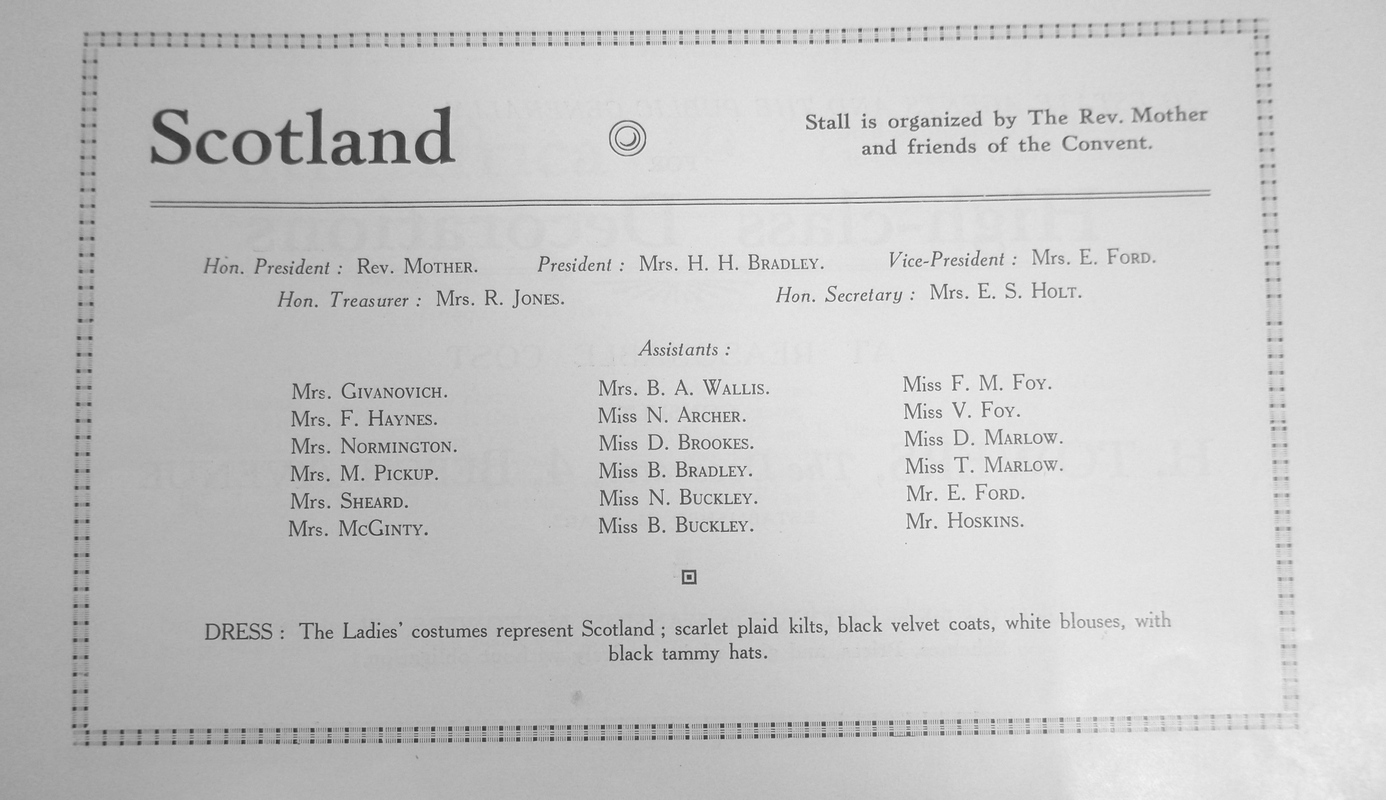 Scotland
Stall is organized by The Rev. Mother
and friends of the Convent.
Hon. President : Rev. MOTHER. President : Mrs. H. H. BRADLEY. Vice-President : Mrs. E. FORD.
Hon. Treasurer : Mrs. R. JONES. Hon. Secretary : Mrs. E. S. HOLT.
Assistants :
Mrs. GIVANOVICH.
Mrs. F. HAYNES.
Mrs. NORMINGTON.
Mrs. M. PICKUP.
Mrs. SHEARD.
Mrs. MCGINTY.
Mrs. B. A. WALLIS.
Miss N. ARCHER.
Miss D. BROOKES.
Miss B. BRADLEY.
Miss N. BUCKLEY.
Miss B. BUCKLEY.
Miss F. M. FOY.
Miss V. FOY.
Miss D. MARLOW.
Miss T. MARLOW.
Mr. E. FORD.
Mr. HOSKINS.
DRESS : The Ladies' costumes represent Scotland ; scarlet plaid kilts, black velvet coats, white blouses, with
black tammy hats.